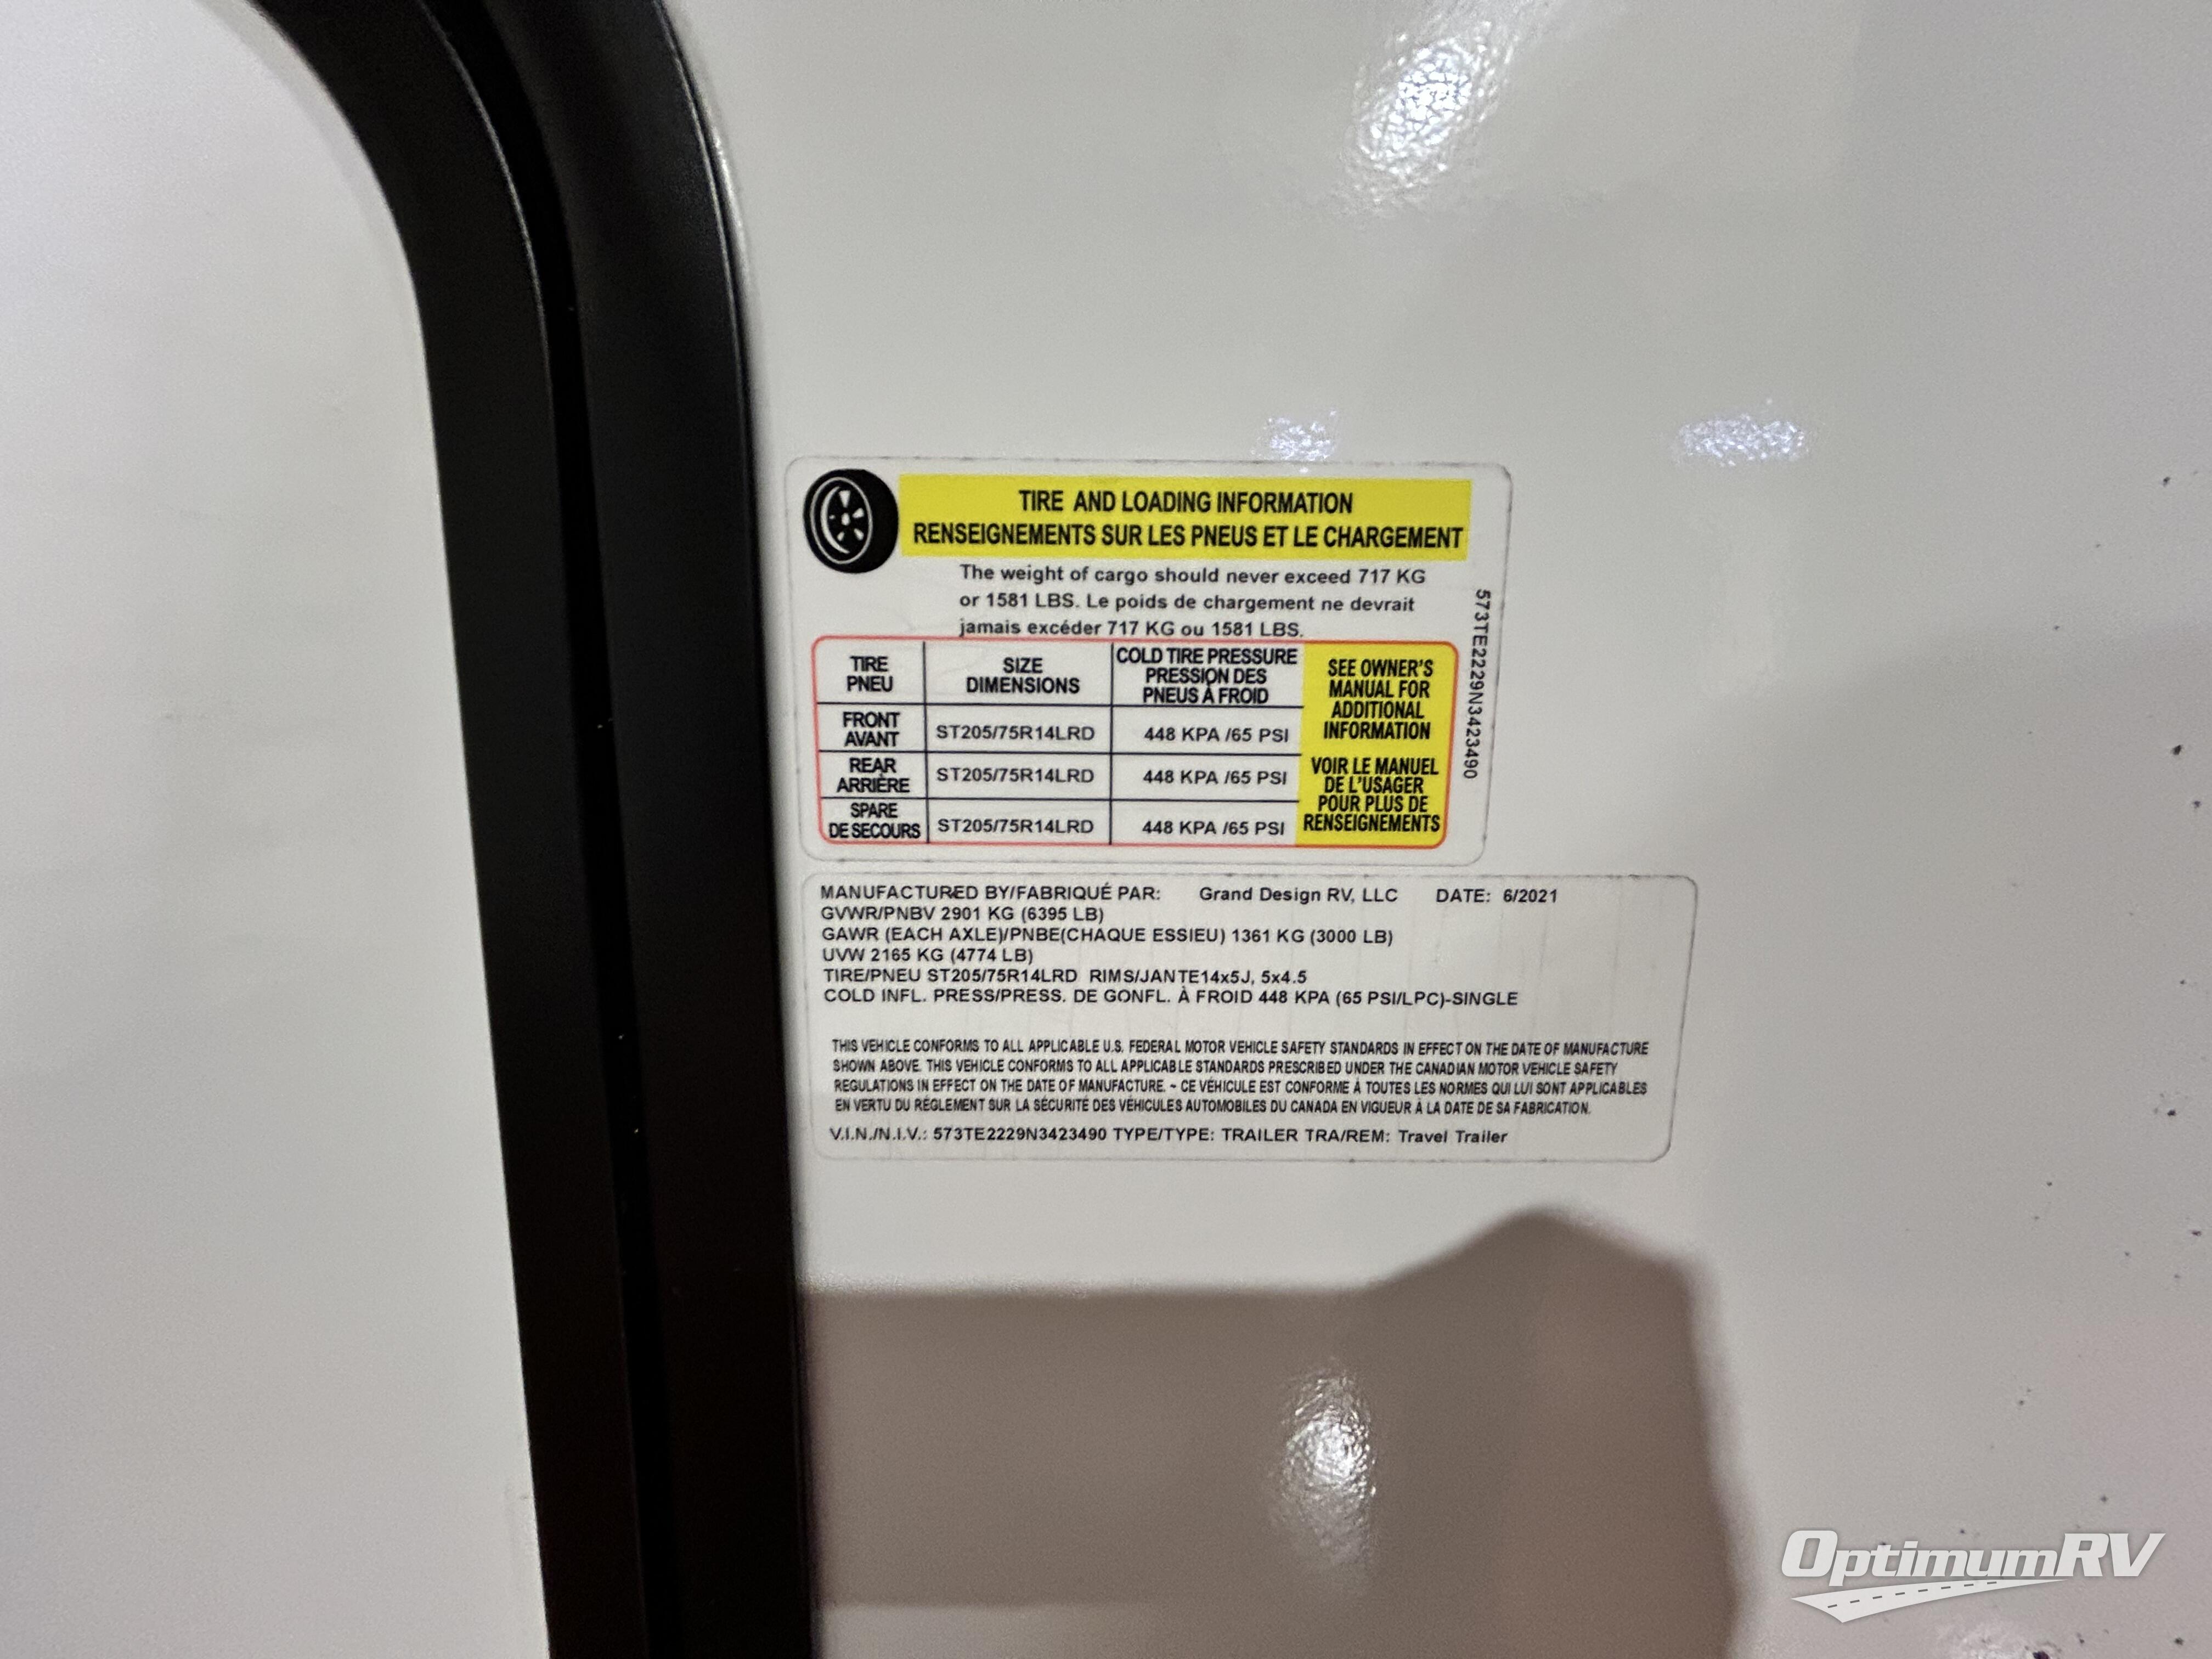 TIRE AND LOADING INFORMATION
RENSEIGNEMENTS SUR LES PNEUS ET LE CHARGEMENT
The weight of cargo should never exceed 717 KG
or 1581 LBS. Le poids de chargement ne devrait
jamais excéder 717 KG ou 1581 LBS.
TIRE
PNEU
SIZE
DIMENSIONS
COLD TIRE PRESSURE
PRESSION DES
PNEUS À FROID
FRONT
AVANT
ST205/75R14LRD
448 KPA /65 PSI
REAR
ARRIÈRE
ST205/75R14LRD
448 KPA /65 PSI
SPARE
DE SECOURS
ST205/75R14LRD
448 KPA /65 PSI
SEE OWNER'S
MANUAL FOR
ADDITIONAL
INFORMATION
VOIR LE MANUEL
DE L'USAGER
POUR PLUS DE
RENSEIGNEMENTS
573TE2229N3423490
MANUFACTURED BY/FABRIQUÉ PAR: Grand Design RV, LLC DATE: 6/2021
GVWR/PNBV 2901 KG (6395 LB)
GAWR (EACH AXLE)/PNBE(CHAQUE ESSIEU) 1361 KG (3000 LB)
UVW 2165 KG (4774 LB)
TIRE/PNEU ST205/75R14LRD RIMS/JANTE14x5J, 5x4.5
COLD INFL. PRESS/PRESS. DE GONFL. À FROID 448 KPA (65 PSI/LPC)-SINGLE
THIS VEHICLE CONFORMS TO ALL APPLICABLE U.S. FEDERAL MOTOR VEHICLE SAFETY STANDARDS IN EFFECT ON THE DATE OF MANUFACTURE
SHOWN ABOVE. THIS VEHICLE CONFORMS TO ALL APPLICABLE STANDARDS PRESCRIBED UNDER THE CANADIAN MOTOR VEHICLE SAFETY
REGULATIONS IN EFFECT ON THE DATE OF MANUFACTURE. ~ CE VÉHICULE EST CONFORME À TOUTES LES NORMES QUI LUI SONT APPLICABLES
EN VERTU DU RÉGLEMENT SUR LA SÉCURITÉ DES VÉHICULES AUTOMOBILES DU CANADA EN VIGUEUR À LA DATE DE SA FABRICATION.
V.I.N./N.I.V.: 573TE2229N3423490 TYPE/TYPE: TRAILER TRA/REM: Travel Trailer
OptimumRV